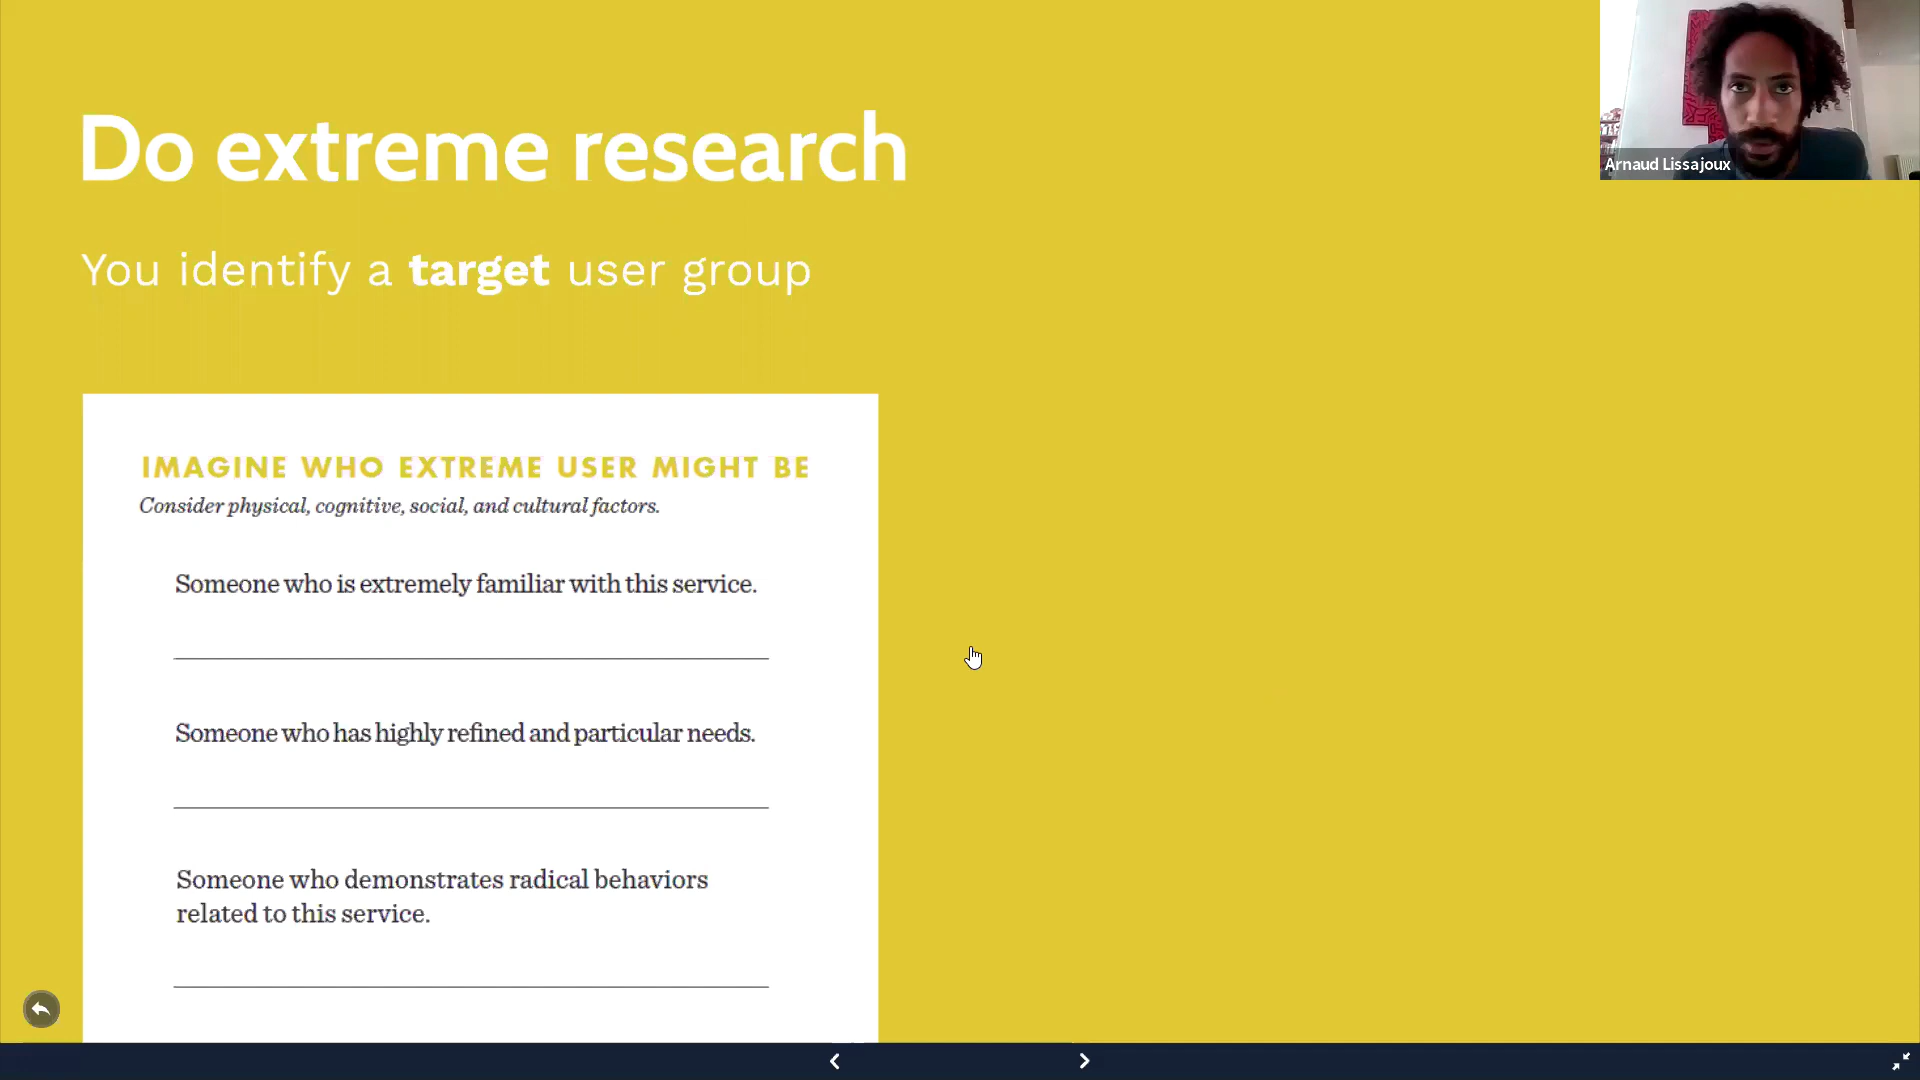 Do extreme research
You identify a target user group
IMAGINE WHO EXTREME USER MIGHT BE
Consider physical, cognitive, social, and cultural factors.
Someone who is extremely familiar with this service.
Someone who has highly refined and particular needs.
Someone who demonstrates radical behaviors
related to this service.
Arnaud Lissajoux